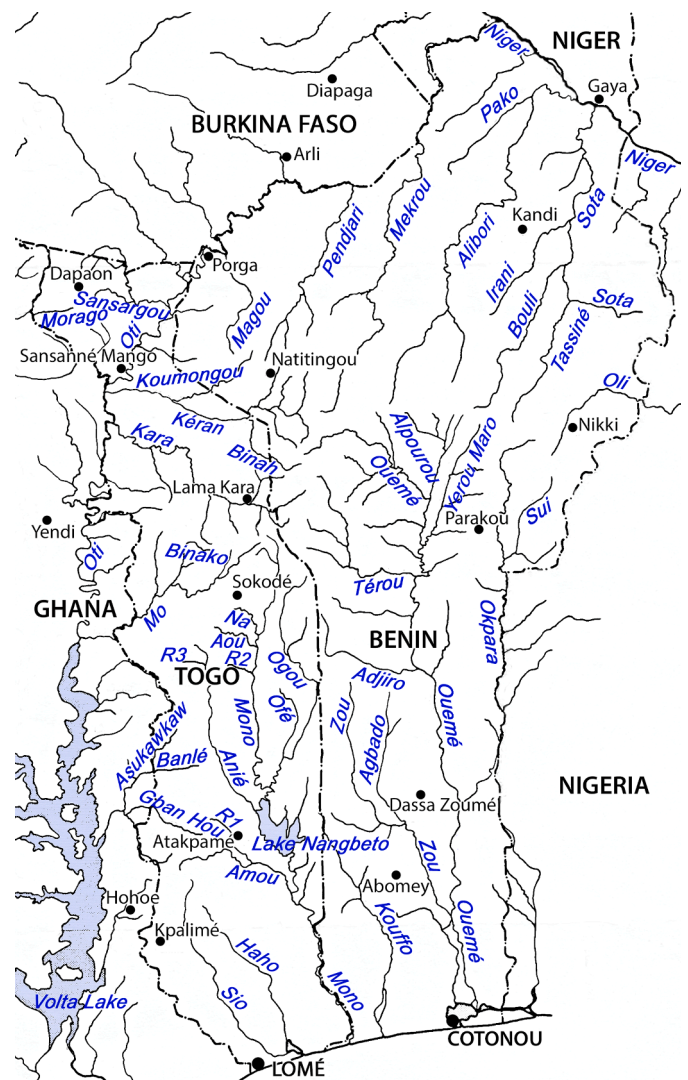 Niger
NIGER
Diapaga
Gaya
Pako
BURKINA FASO
Arli
Niger
Pendjari
Mekrou
Alibori
Kandi
Sota
Porga
Dapaon
Irani
Bouli
Sansargou
Morago
Oti
Magou
Sota
Tassiné
Sansanné Mango
Koumongou
Natitingou
Oli
Kéran
Kara
Binah
Alpourou
Ouemé
Yerou Maro
Nikki
Lama Kara
Yendi
Parakou
Sui
Oti
Binako
Sokodé
Térou
GHANA
Mo
Na
Aou
R3
R2
TOGO
Ogou
Ofé
BENIN
Okpara
Adjiro
Mono
Zou
Agbado
Ouemé
Asukawkaw
Banlé
Anié
NIGERIA
Gban Hou
R1
Dassa Zoumé
Atakpamé
Lake Nangbeto
Amou
Zou
Abomey
Hohoe
Kpalimé
Kouffo
Ouemé
Haho
Sio
Mono
Volta Lake
COTONOU
LOMÉ